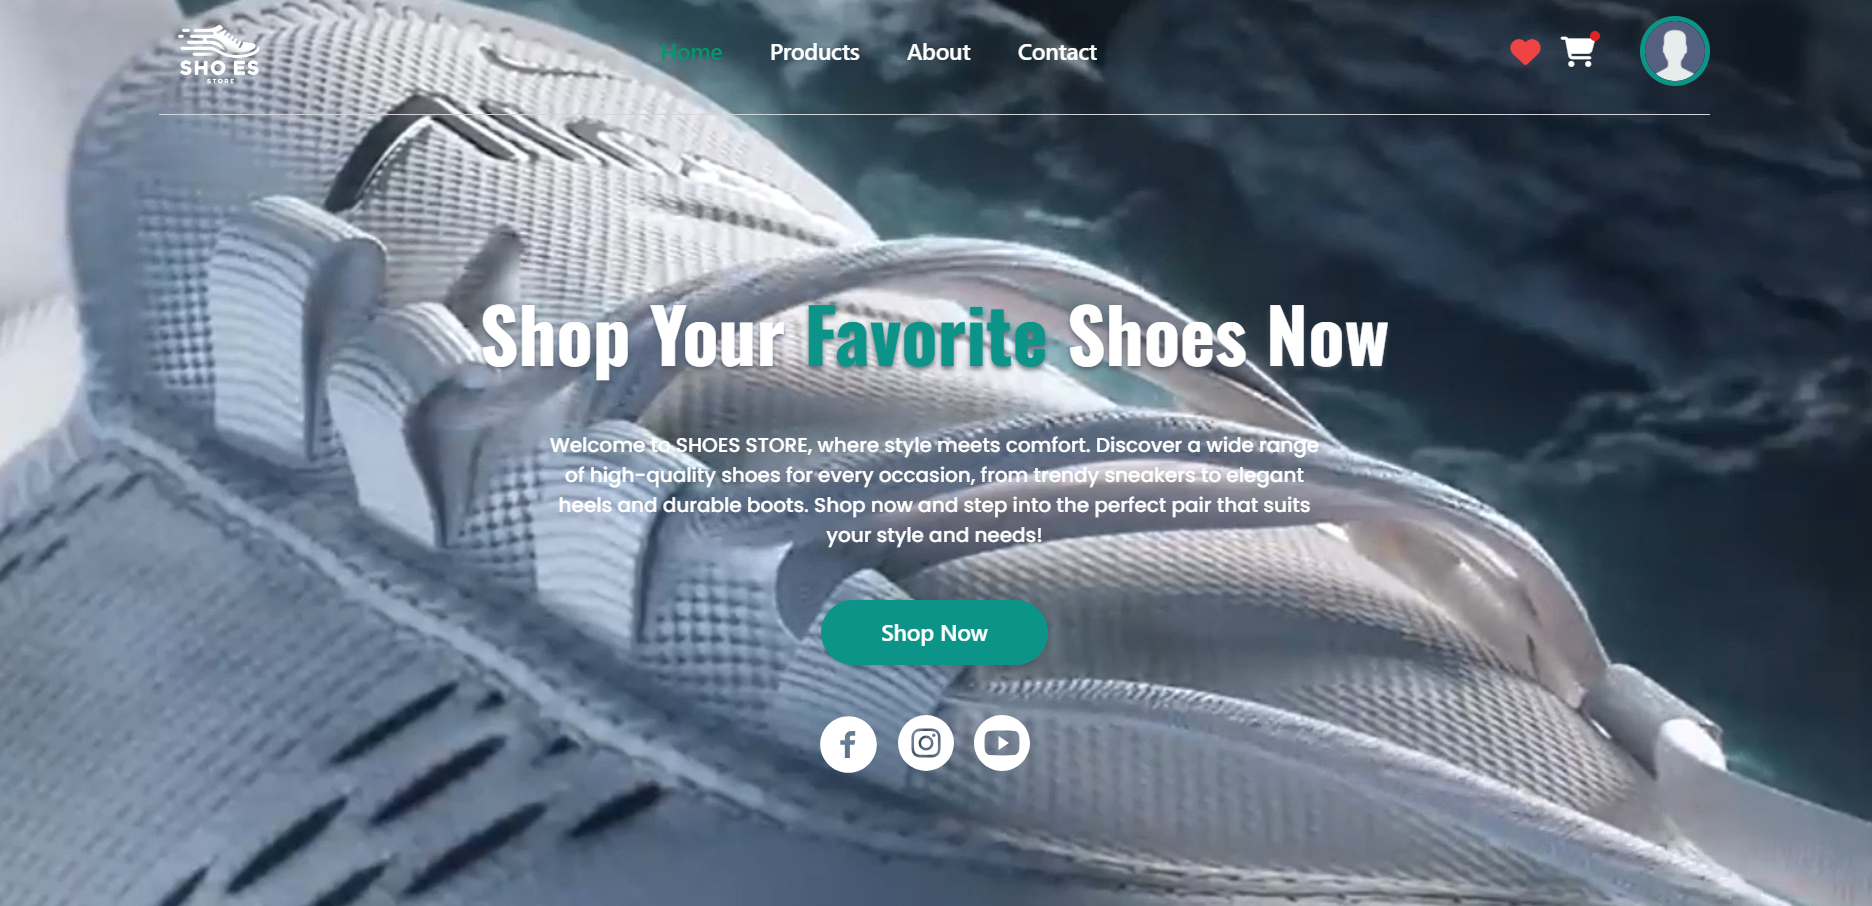 SHOES
STORE
Home
Products
About
Contact
Shop Your Favorite Shoes Now
Welcome to SHOES STORE, where style meets comfort. Discover a wide range
of high-quality shoes for every occasion, from trendy sneakers to elegant
heels and durable boots. Shop now and step into the perfect pair that suits
your style and needs!
Shop Now